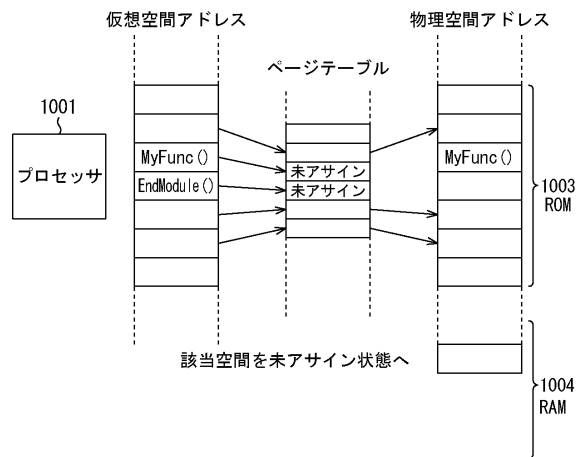 仮想空間アドレス
物理空間アドレス
ページテーブル
1001
プロセッサ
MyFunc()
EndModule()
未アサイン
未アサイン
MyFunc()
1003
ROM
該当空間を未アサイン状態へ
1004
RAM